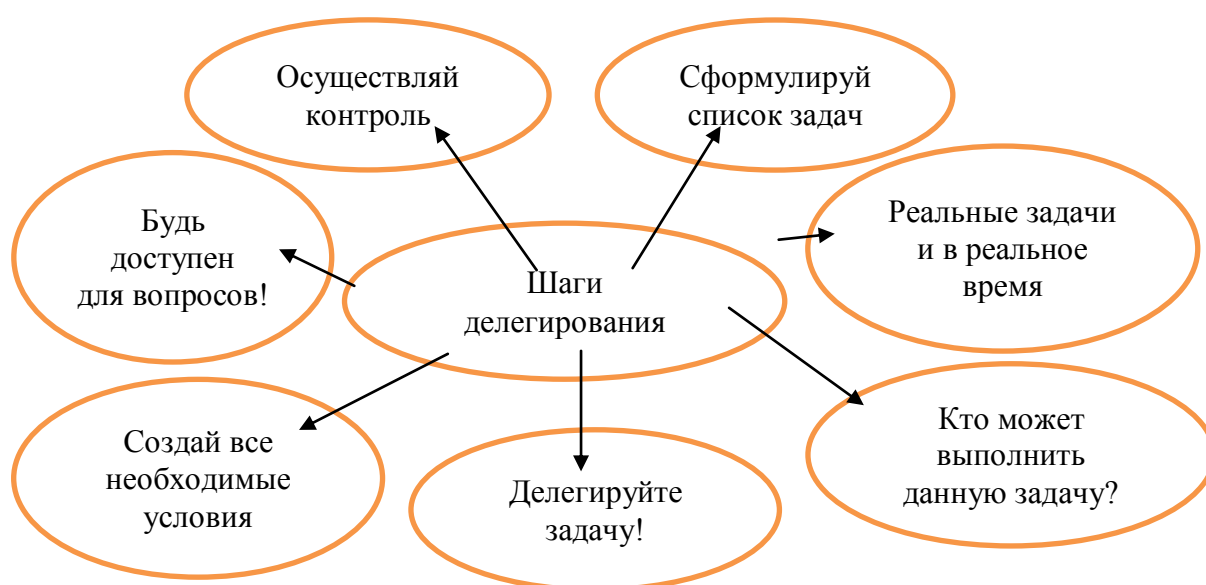 Осуществляй
контроль
Сформулируй
список задач
Будь
доступен
для вопросов!
Реальные задачи
и в реальное
время
Шаги
делегирования
Создай все
необходимые
условия
Делегируйте
задачу!
Кто может
выполнить
данную задачу?